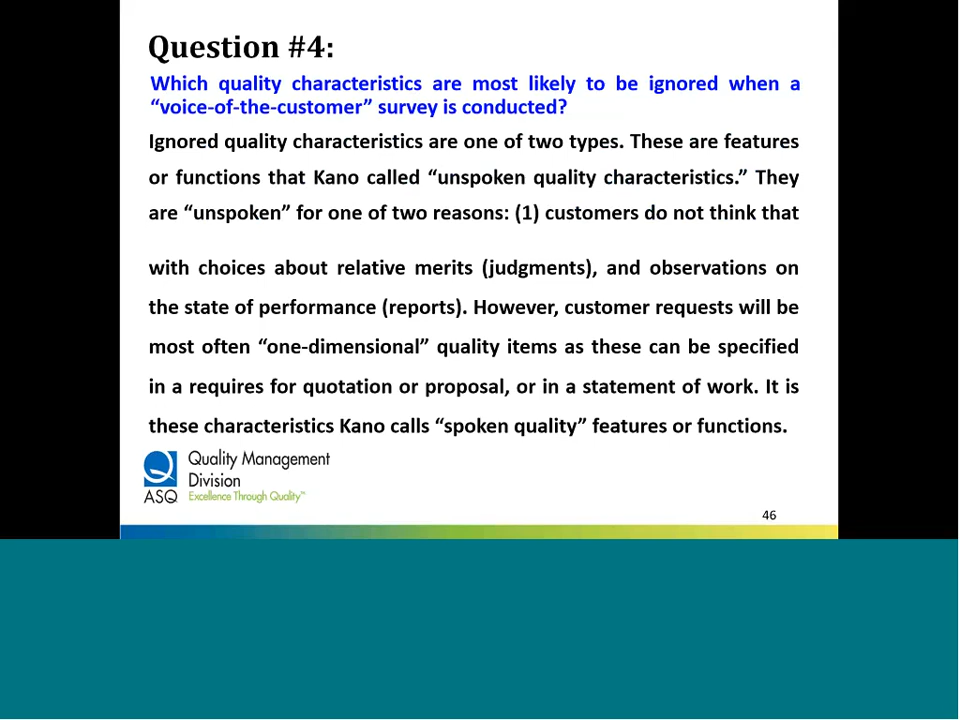 Question #4:
Which quality characteristics are most likely to be ignored when a
“voice-of-the-customer” survey is conducted?
Ignored quality characteristics are one of two types. These are features
or functions that Kano called “unspoken quality characteristics.” They
are “unspoken” for one of two reasons: (1) customers do not think that
with choices about relative merits (judgments), and observations on
the state of performance (reports). However, customer requests will be
most often “one-dimensional” quality items as these can be specified
in a requires for quotation or proposal, or in a statement of work. It is
these characteristics Kano calls “spoken quality” features or functions.
Quality Management
Division
ASQ Excellence Through Quality™
46